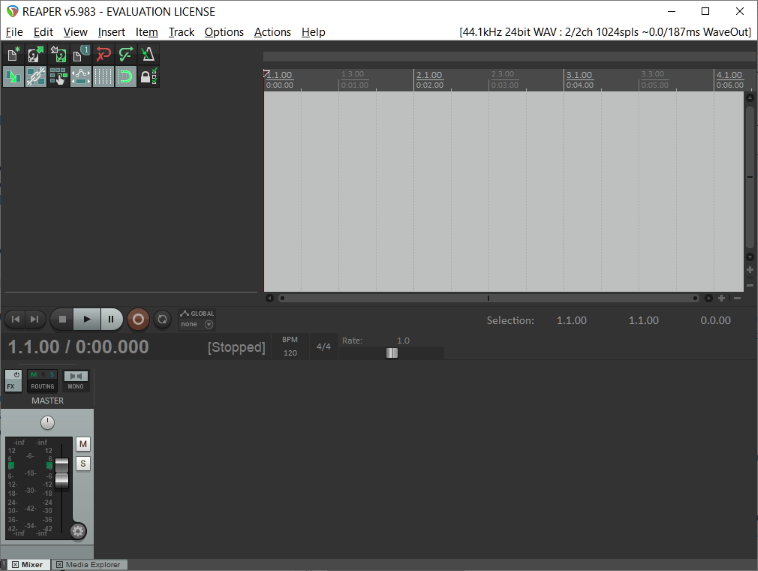 REAPER v5.983 - EVALUATION LICENSE
File Edit View Insert Item Track Options Actions Help [44.1kHz 24bit WAV : 2/2ch 1024spls ~0.0/187ms WaveOut]
1.1.00 1.3.00 2.1.00 2.3.00 3.1.00 3.3.00 4.1.00
0:00.00 0:01.00 0:02.00 0:03.00 0:04.00 0:05.00 0:06.00
GLOBAL
none
Selection: 1.1.00 1.1.00 0.0.00
1.1.00 / 0:00.000 [Stopped] BPM 120 4/4 Rate: 1.0
FX M S ROUTING MONO
MASTER
-inf -inf
12 12
6 -6- 6
6- 6-
12- -18- 12-
18- 18-
24- -30- 24-
30- 30-
36- -42- 36-
42- -54- 42-
-inf -inf
M
S
Mixer Media Explorer